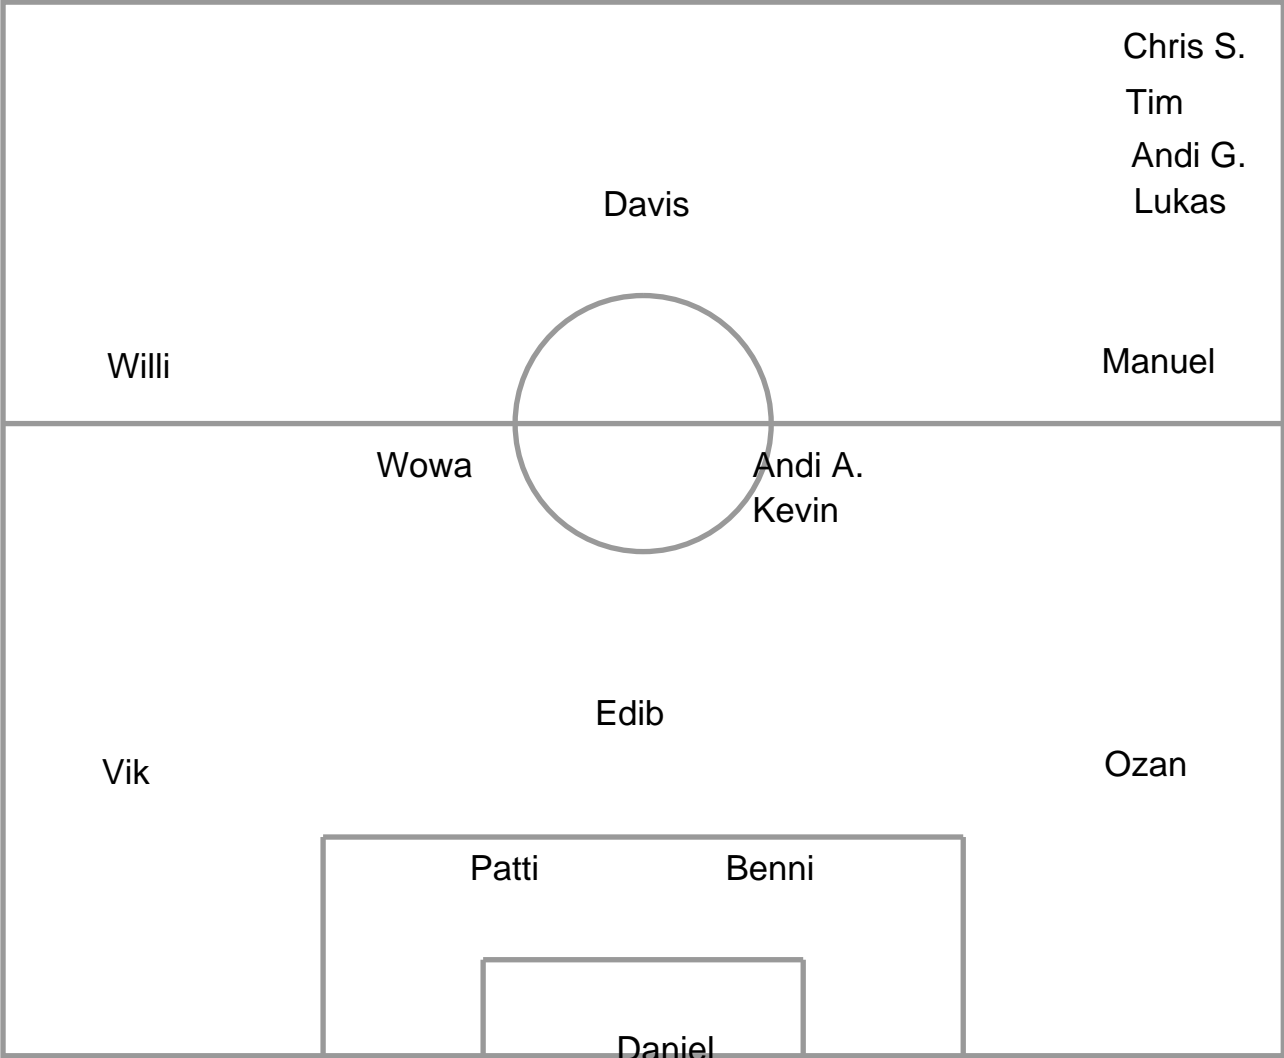 Chris S.
Tim
Andi G.
Lukas
Davis
Willi
Manuel
Wowa
Andi A.
Kevin
Edib
Vik
Ozan
Patti
Benni
Daniel